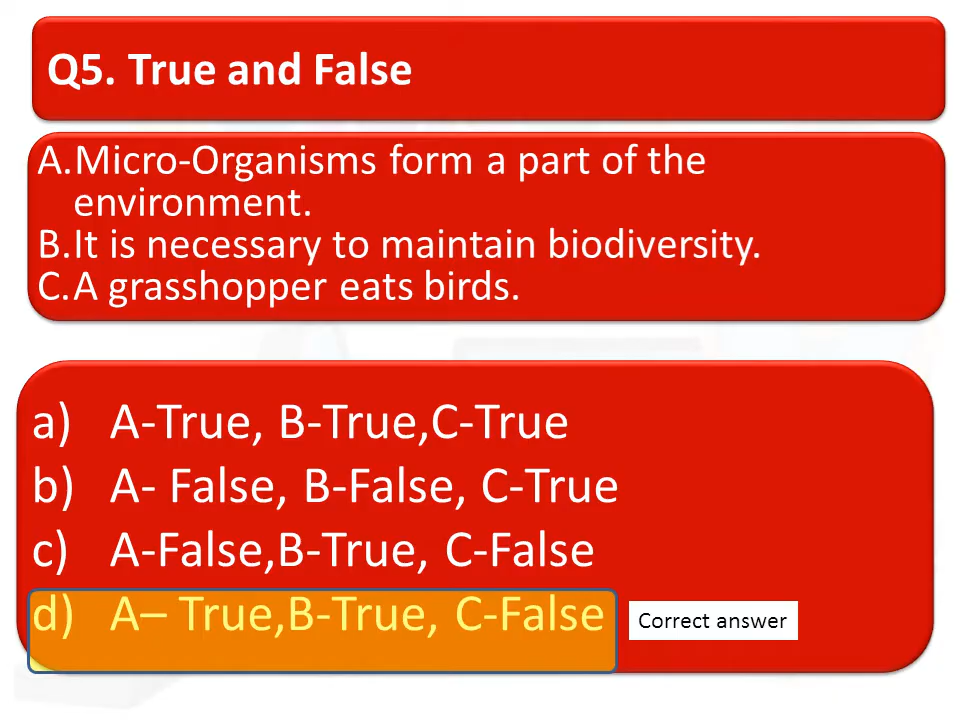 Q5. True and False
A.Micro-Organisms form a part of the
environment.
B.It is necessary to maintain biodiversity.
C.A grasshopper eats birds.
a) A-True, B-True,C-True
b) A- False, B-False, C-True
c) A-False,B-True, C-False
d) A– True,B-True, C-False
Correct answer